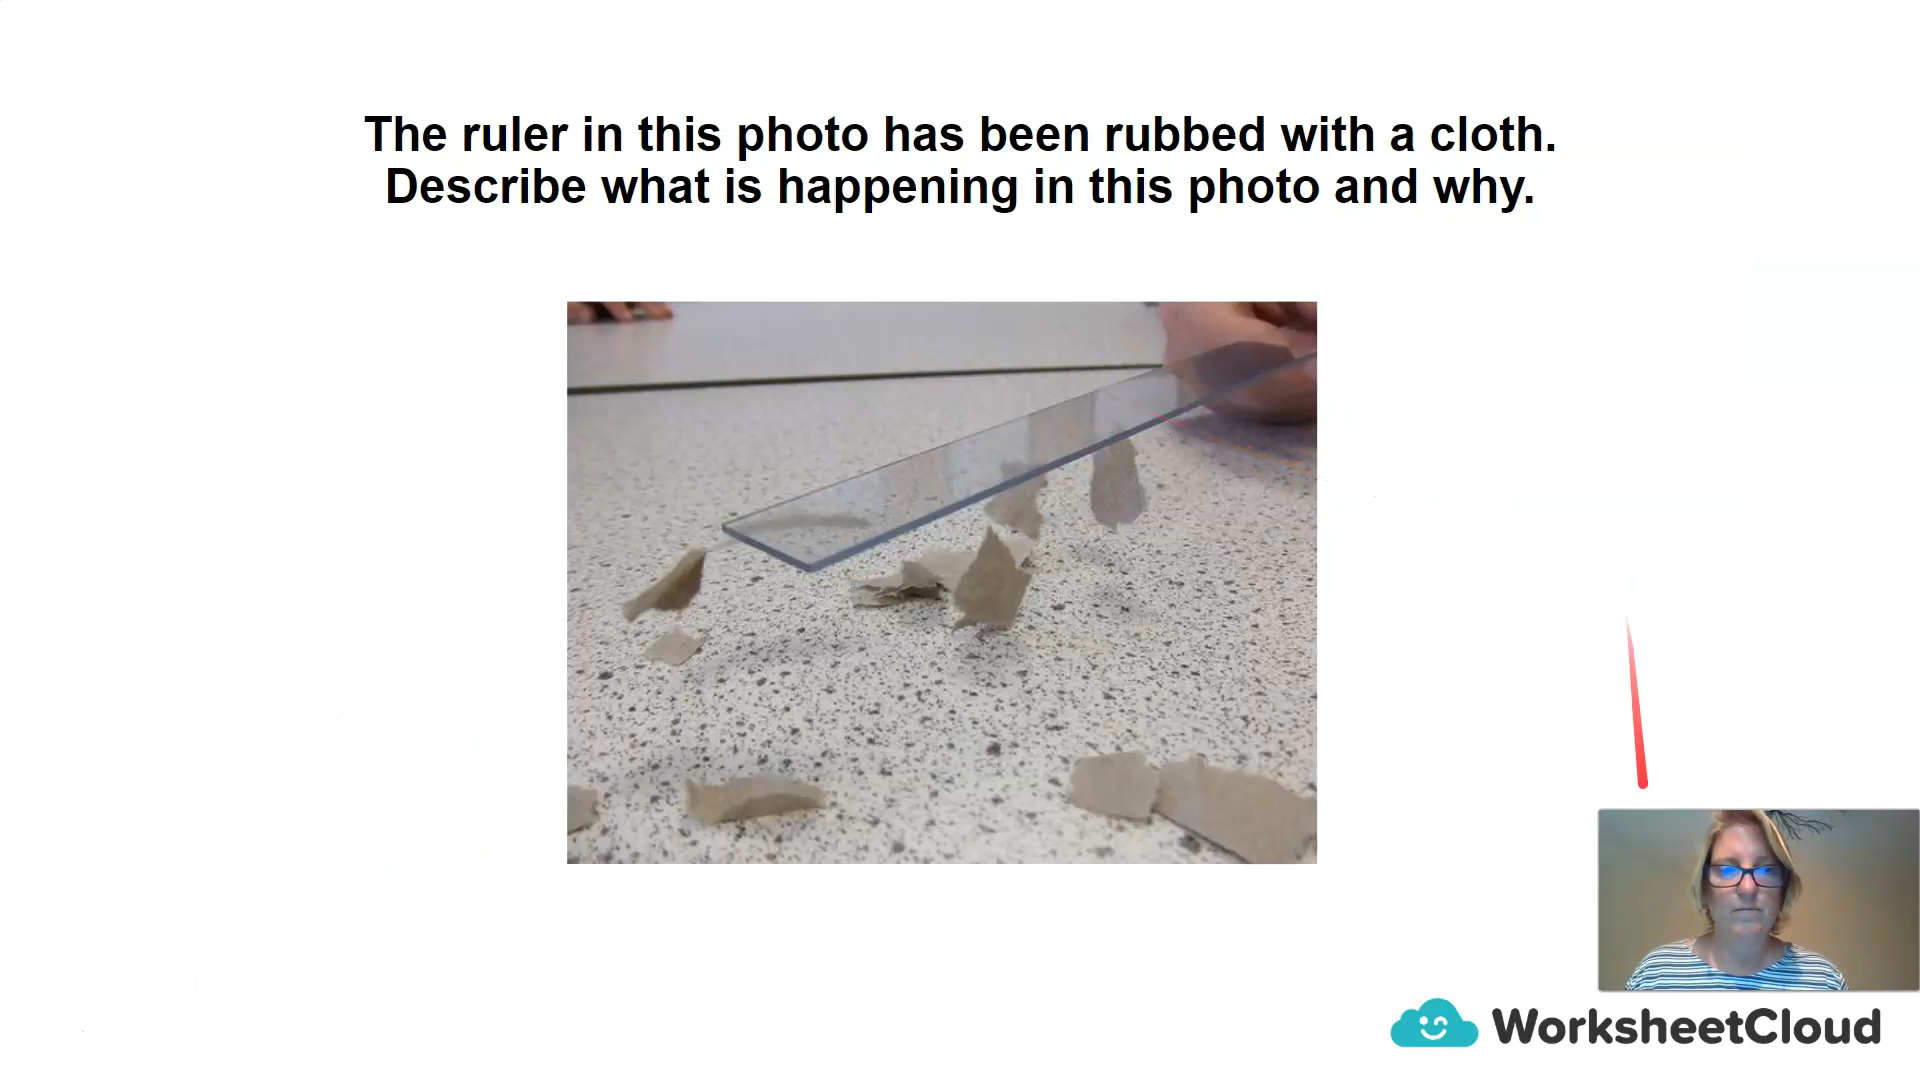 The ruler in this photo has been rubbed with a cloth.
Describe what is happening in this photo and why.
WorksheetCloud